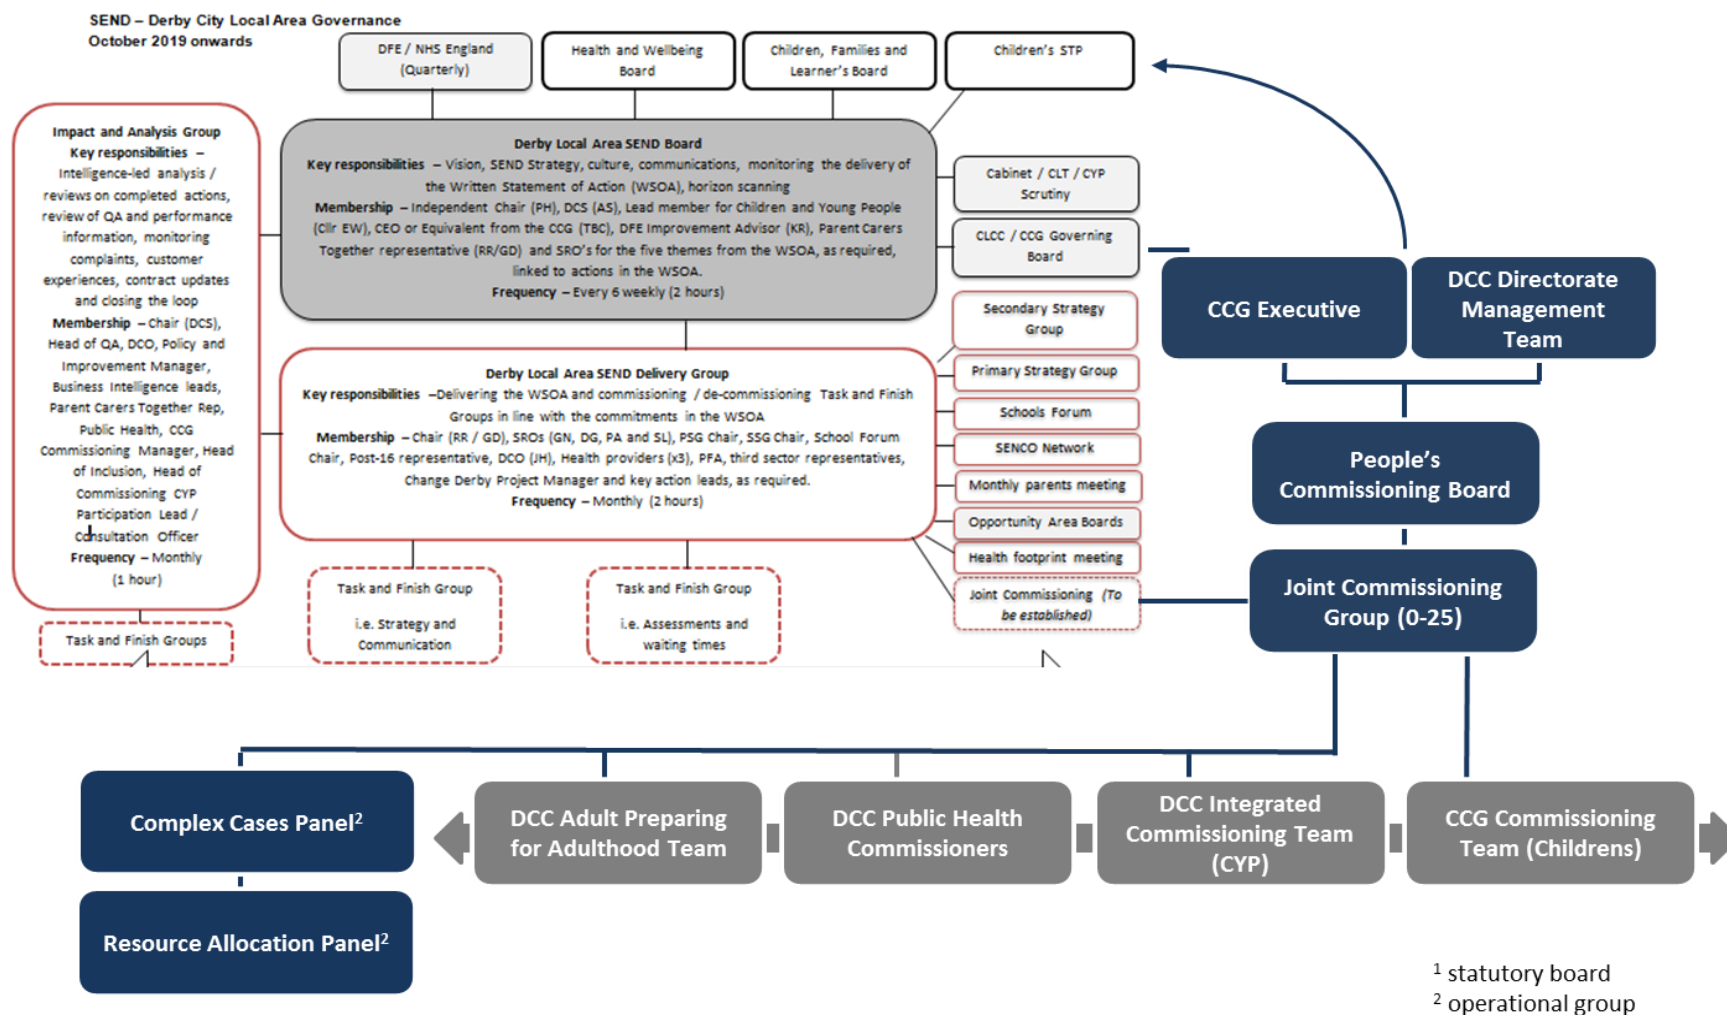 SEND – Derby City Local Area Governance
October 2019 onwards
DFE / NHS England
(Quarterly)
Health and Wellbeing
Board
Children, Families and
Learner's Board
Children's STP
Impact and Analysis Group
Key responsibilities –
Intelligence-led analysis /
reviews on completed actions,
review of QA and performance
information, monitoring
complaints, customer
experiences, contract updates
and closing the loop
Membership – Chair (DCS),
Head of QA, DCO, Policy and
Improvement Manager,
Business Intelligence leads,
Parent Carers Together Rep,
Public Health, CCG
Commissioning Manager, Head
of Inclusion, Head of
Commissioning CYP
Participation Lead /
Consultation Officer
Frequency – Monthly
(1 hour)
Task and Finish Groups
Derby Local Area SEND Board
Key responsibilities – Vision, SEND Strategy, culture, communications, monitoring the delivery of
the Written Statement of Action (WSOA), horizon scanning
Membership – Independent Chair (PH), DCS (AS), Lead member for Children and Young People
(Cllr EW), CEO or Equivalent from the CCG (TBC), DFE Improvement Advisor (KR), Parent Carers
Together representative (RR/GD) and SRO's for the five themes from the WSOA, as required,
linked to actions in the WSOA.
Frequency – Every 6 weekly (2 hours)
Derby Local Area SEND Delivery Group
Key responsibilities –Delivering the WSOA and commissioning / de-commissioning Task and Finish
Groups in line with the commitments in the WSOA
Membership – Chair (RR / GD), SROs (GN, DG, PA and SL), PSG Chair, SSG Chair, School Forum
Chair, Post-16 representative, DCO (JH), Health providers (x3), PFA, third sector representatives,
Change Derby Project Manager and key action leads, as required.
Frequency – Monthly (2 hours)
Task and Finish Group
i.e. Strategy and
Communication
Task and Finish Group
i.e. Assessments and
waiting times
Cabinet / CLT / CYP
Scrutiny
CLCC / CCG Governing
Board
Secondary Strategy
Group
Primary Strategy Group
Schools Forum
SENCO Network
Monthly parents meeting
Opportunity Area Boards
Health footprint meeting
Joint Commissioning (To
be established)
CCG Executive
DCC Directorate
Management
Team
People's
Commissioning Board
Joint Commissioning
Group (0-25)
Complex Cases Panel²
Resource Allocation Panel²
DCC Adult Preparing
for Adulthood Team
DCC Public Health
Commissioners
DCC Integrated
Commissioning Team
(CYP)
CCG Commissioning
Team (Childrens)
¹ statutory board
² operational group